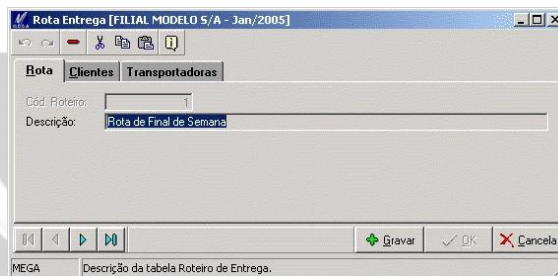 Rota Entrega [FILIAL MODELO S/A - Jan/2005]
Rota Clientes Transportadoras
Cód. Roteiro: 1
Descrição: Rota de Final de Semana
Gravar OK Cancela
MEGA Descrição da tabela Roteiro de Entrega.